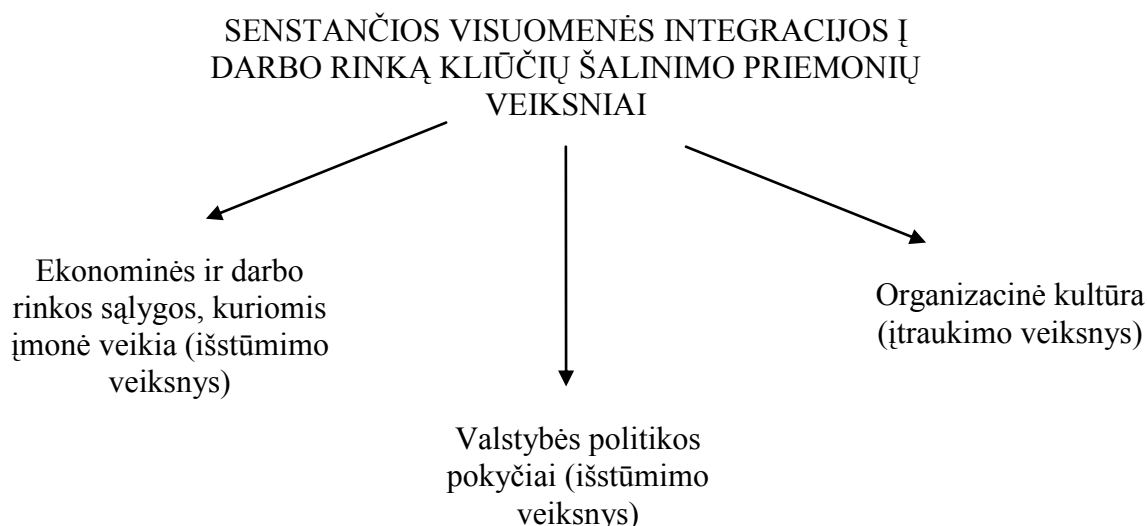 SENSTANČIOS VISUOMENĖS INTEGRACIJOS Į
DARBO RINKĄ KLIŪČIŲ ŠALINIMO PRIEMONIŲ
VEIKSNIAI
Ekonominės ir darbo
rinkos sąlygos, kuriomis
įmonė veikia (išstūmimo
veiksnys)
Valstybės politikos
pokyčiai (išstūmimo
veiksnys)
Organizacinė kultūra
(įtraukimo veiksnys)